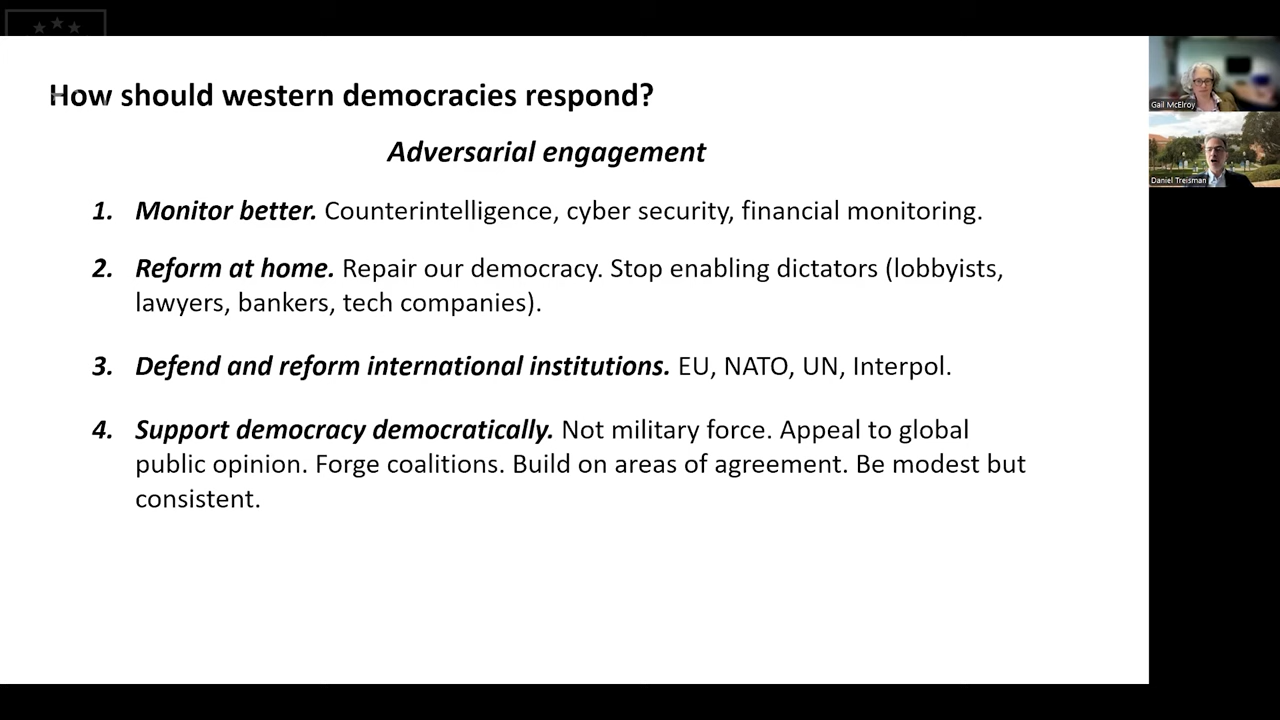 How should western democracies respond?
Adversarial engagement
1. Monitor better. Counterintelligence, cyber security, financial monitoring.
2. Reform at home. Repair our democracy. Stop enabling dictators (lobbyists,
lawyers, bankers, tech companies).
3. Defend and reform international institutions. EU, NATO, UN, Interpol.
4. Support democracy democratically. Not military force. Appeal to global
public opinion. Forge coalitions. Build on areas of agreement. Be modest but
consistent.
Gail McElroy
Daniel Treisman